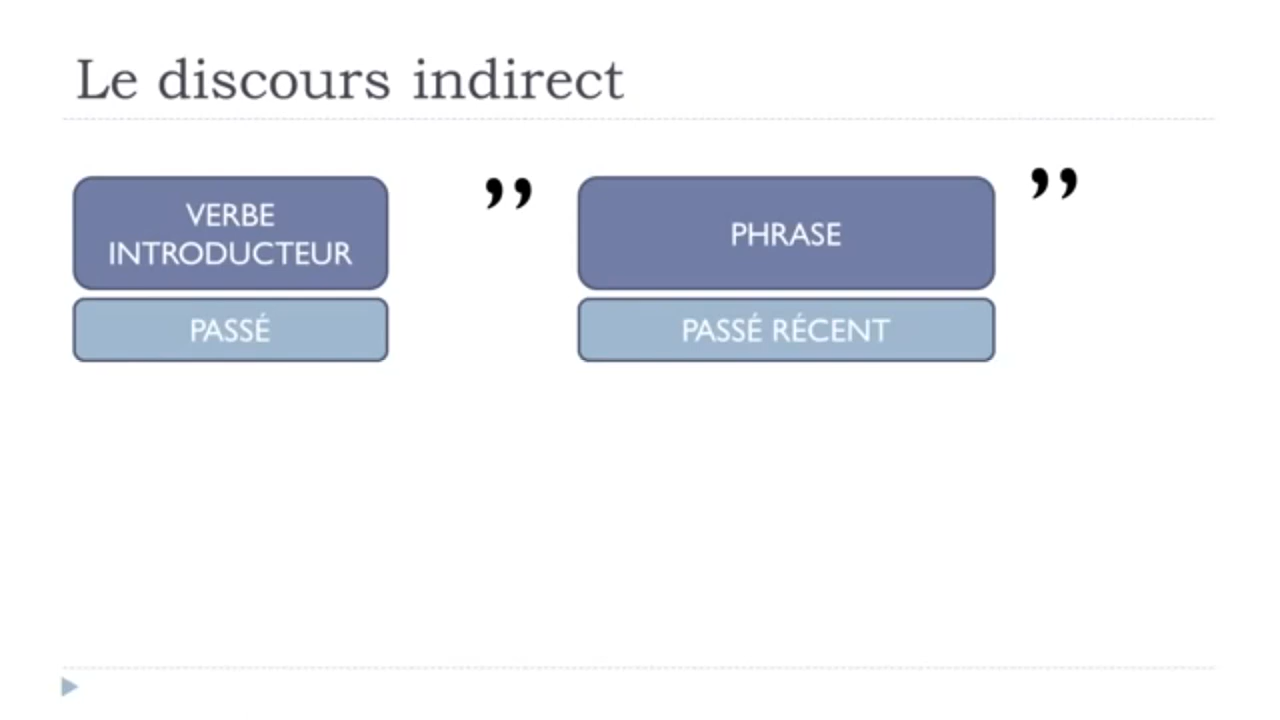 Le discours indirect
VERBE
INTRODUCTEUR
’’
PHRASE
’’
PASSÉ
PASSÉ RÉCENT